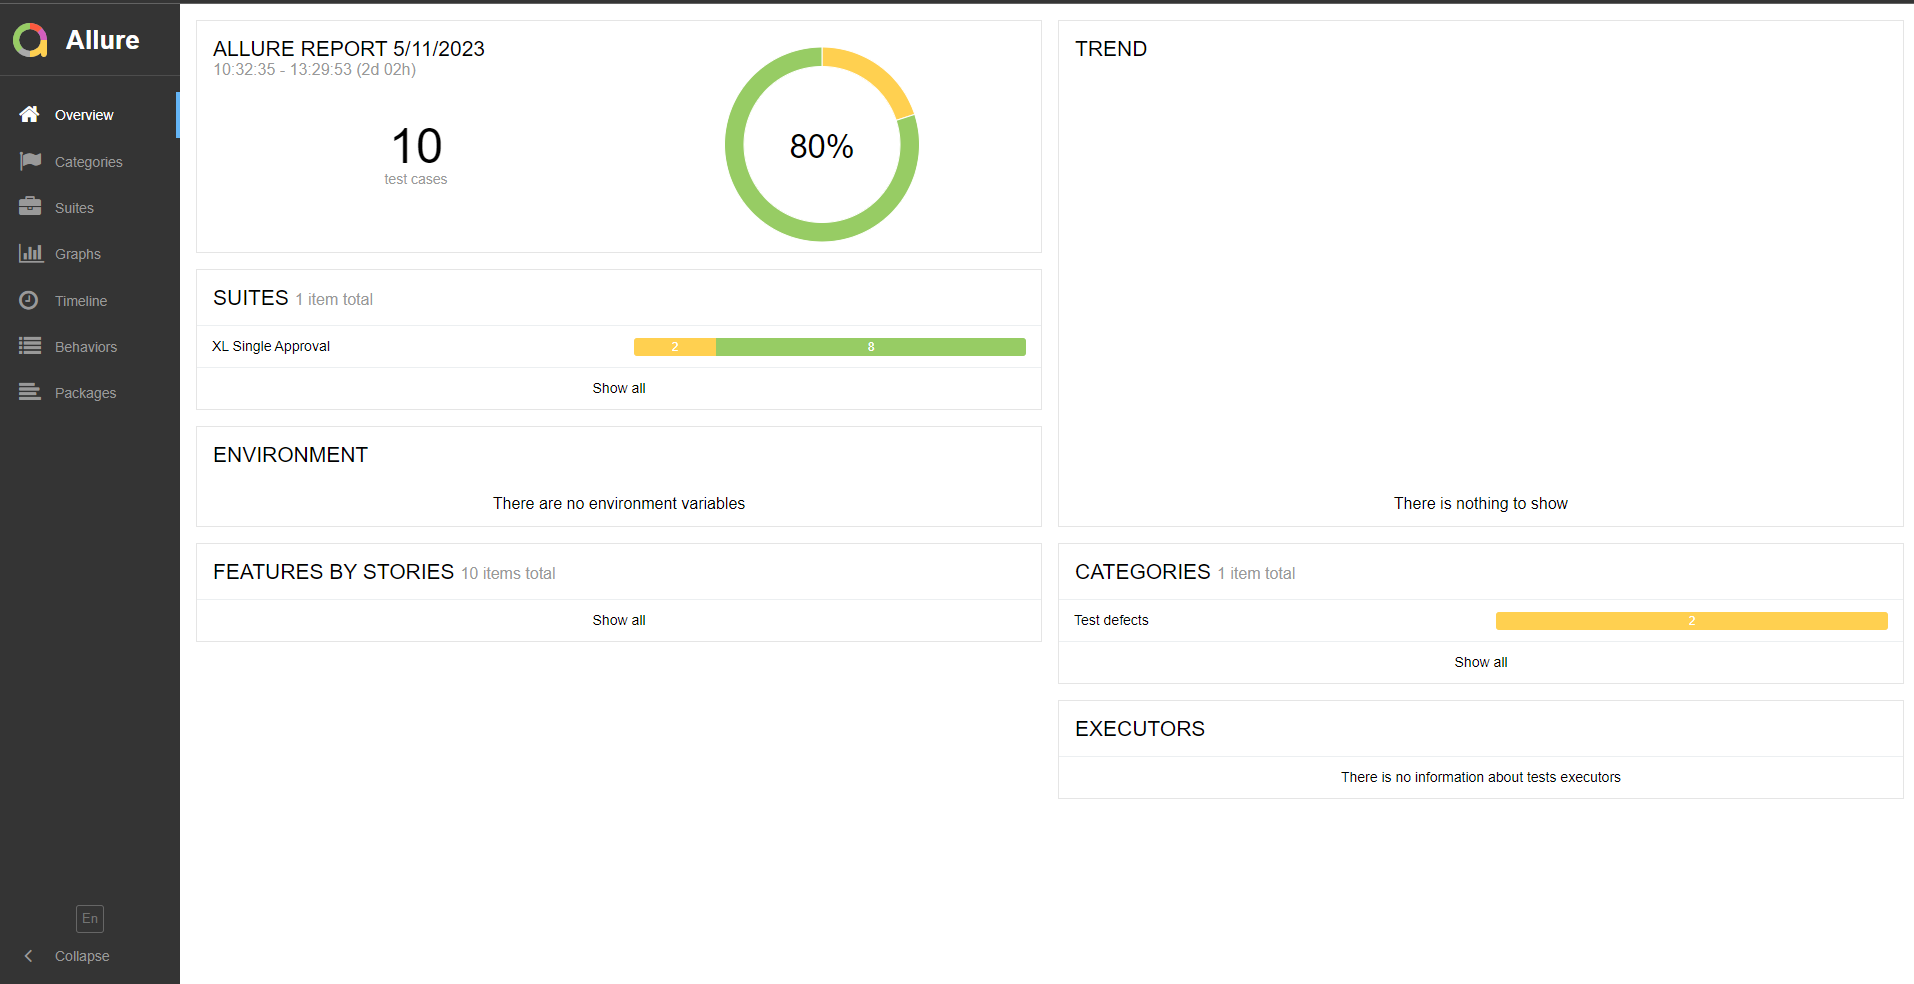 Allure
Overview
Categories
Suites
Graphs
Timeline
Behaviors
Packages
En
Collapse
ALLURE REPORT 5/11/2023
10:32:35 - 13:29:53 (2d 02h)
10
test cases
80%
TREND
There is nothing to show
SUITES 1 item total
XL Single Approval 2 8
Show all
ENVIRONMENT
There are no environment variables
FEATURES BY STORIES 10 items total
Show all
CATEGORIES 1 item total
Test defects 2
Show all
EXECUTORS
There is no information about tests executors